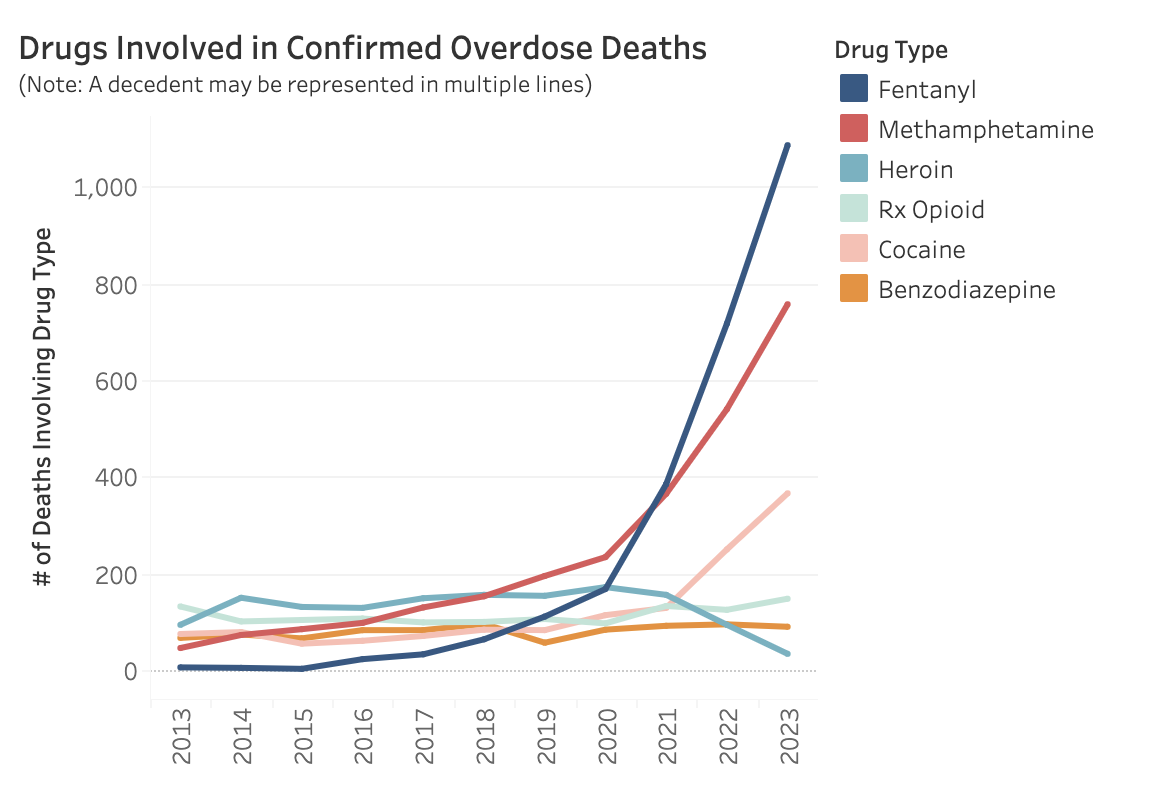 Drugs Involved in Confirmed Overdose Deaths
(Note: A decedent may be represented in multiple lines)
Drug Type
Fentanyl
Methamphetamine
Heroin
Rx Opioid
Cocaine
Benzodiazepine
# of Deaths Involving Drug Type
1,000
800
600
400
200
0
2013
2014
2015
2016
2017
2018
2019
2020
2021
2022
2023